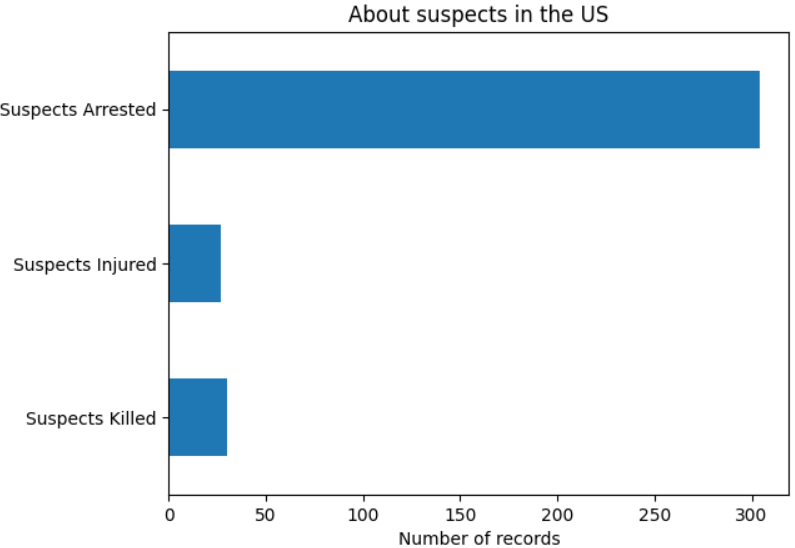 About suspects in the US
Suspects Arrested
Suspects Injured
Suspects Killed
0 50 100 150 200 250 300
Number of records